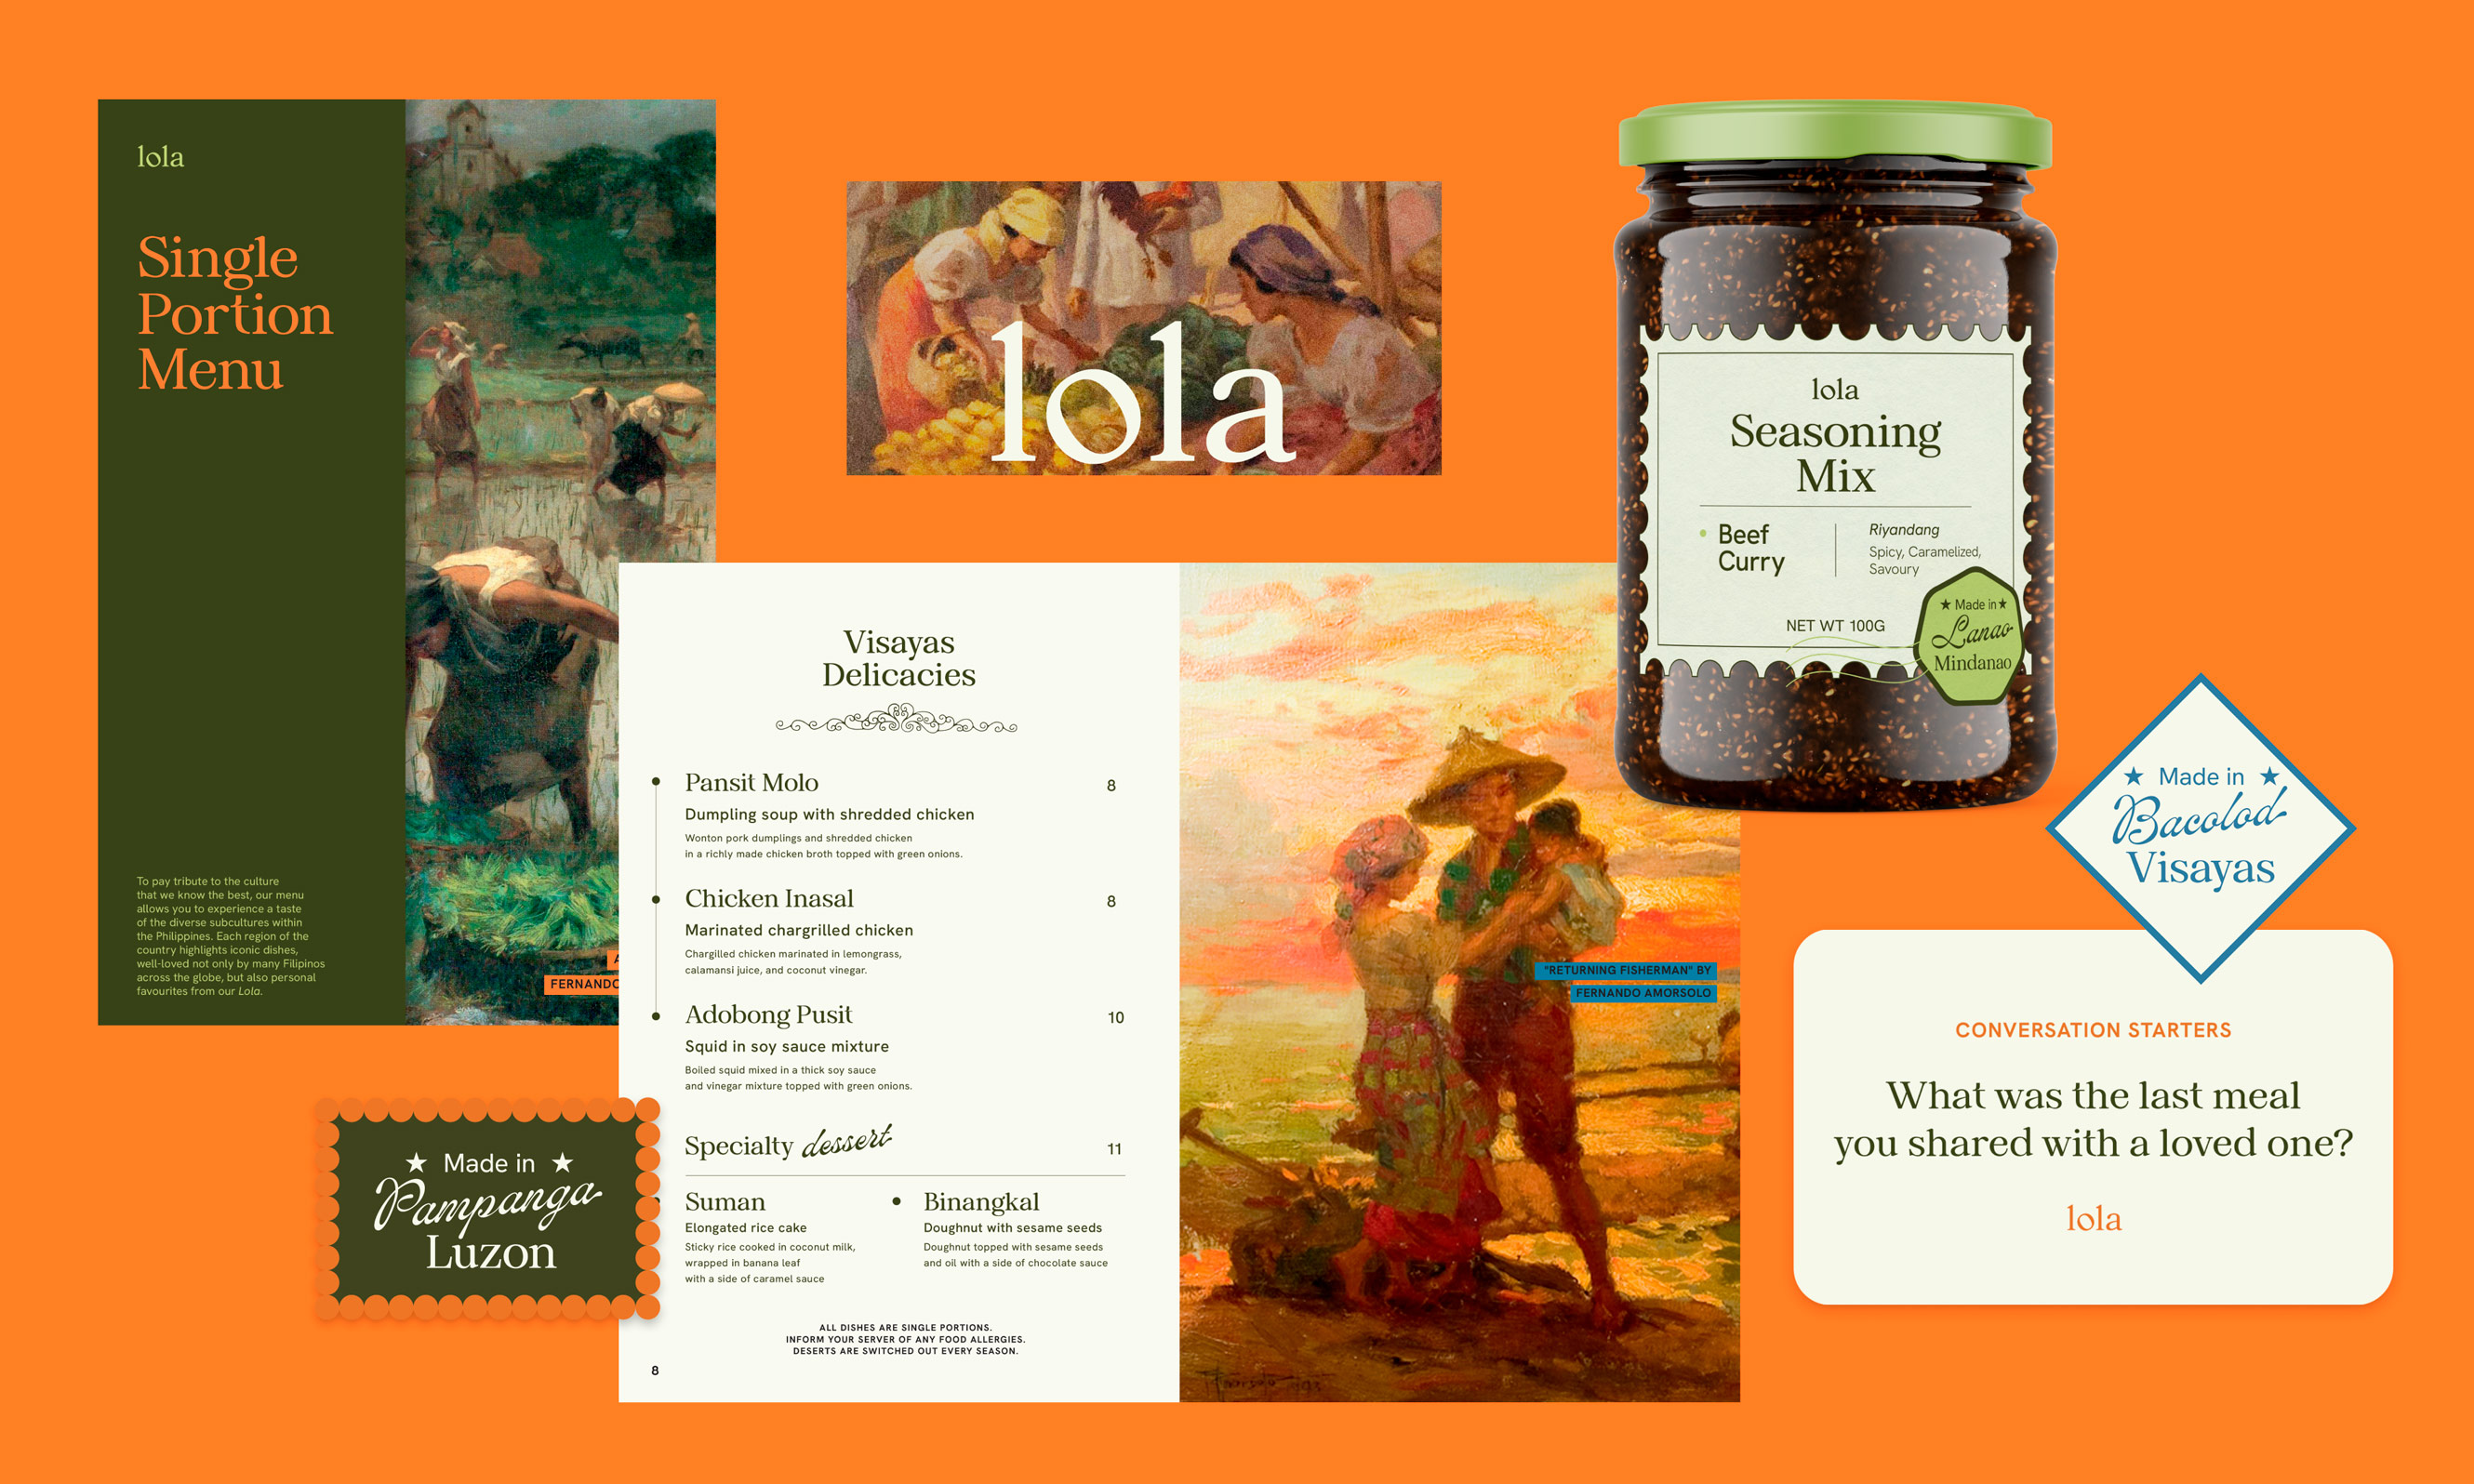 lola
Single
Portion
Menu
To pay tribute to the culture
that we know the best, our menu
allows you to experience a taste
of the diverse subcultures within
the Philippines. Each region of the
country highlights iconic dishes,
well-loved not only by many Filipinos
across the globe, but also personal
favourites from our Lola.
FERNANDO
lola
lola
Seasoning
Mix
Beef
Curry
Riyandang
Spicy, Caramelized,
Savoury
NET WT 100G
★ Made in ★
Lanao
Mindanao
Visayas
Delicacies
Pansit Molo 8
Dumpling soup with shredded chicken
Wonton pork dumplings and shredded chicken
in a richly made chicken broth topped with green onions.
Chicken Inasal 8
Marinated chargrilled chicken
Chargilled chicken marinated in lemongrass,
calamansi juice, and coconut vinegar.
Adobong Pusit 10
Squid in soy sauce mixture
Boiled squid mixed in a thick soy sauce
and vinegar mixture topped with green onions.
Specialty dessert 11
Suman
Elongated rice cake
Sticky rice cooked in coconut milk,
wrapped in banana leaf
with a side of caramel sauce
Binangkal
Doughnut with sesame seeds
Doughnut topped with sesame seeds
and oil with a side of chocolate sauce
ALL DISHES ARE SINGLE PORTIONS.
INFORM YOUR SERVER OF ANY FOOD ALLERGIES.
DESERTS ARE SWITCHED OUT EVERY SEASON.
8
"RETURNING FISHERMAN" BY
FERNANDO AMORSOLO
★ Made in ★
Pampanga
Luzon
★ Made in ★
Bacolod
Visayas
CONVERSATION STARTERS
What was the last meal
you shared with a loved one?
lola